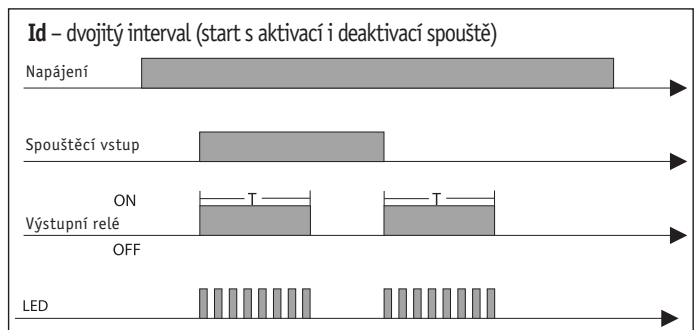 Id – dvojitý interval (start s aktivací i deaktivací spouště)
Napájení
Spouštěcí vstup
ON
T
T
Výstupní relé
OFF
LED